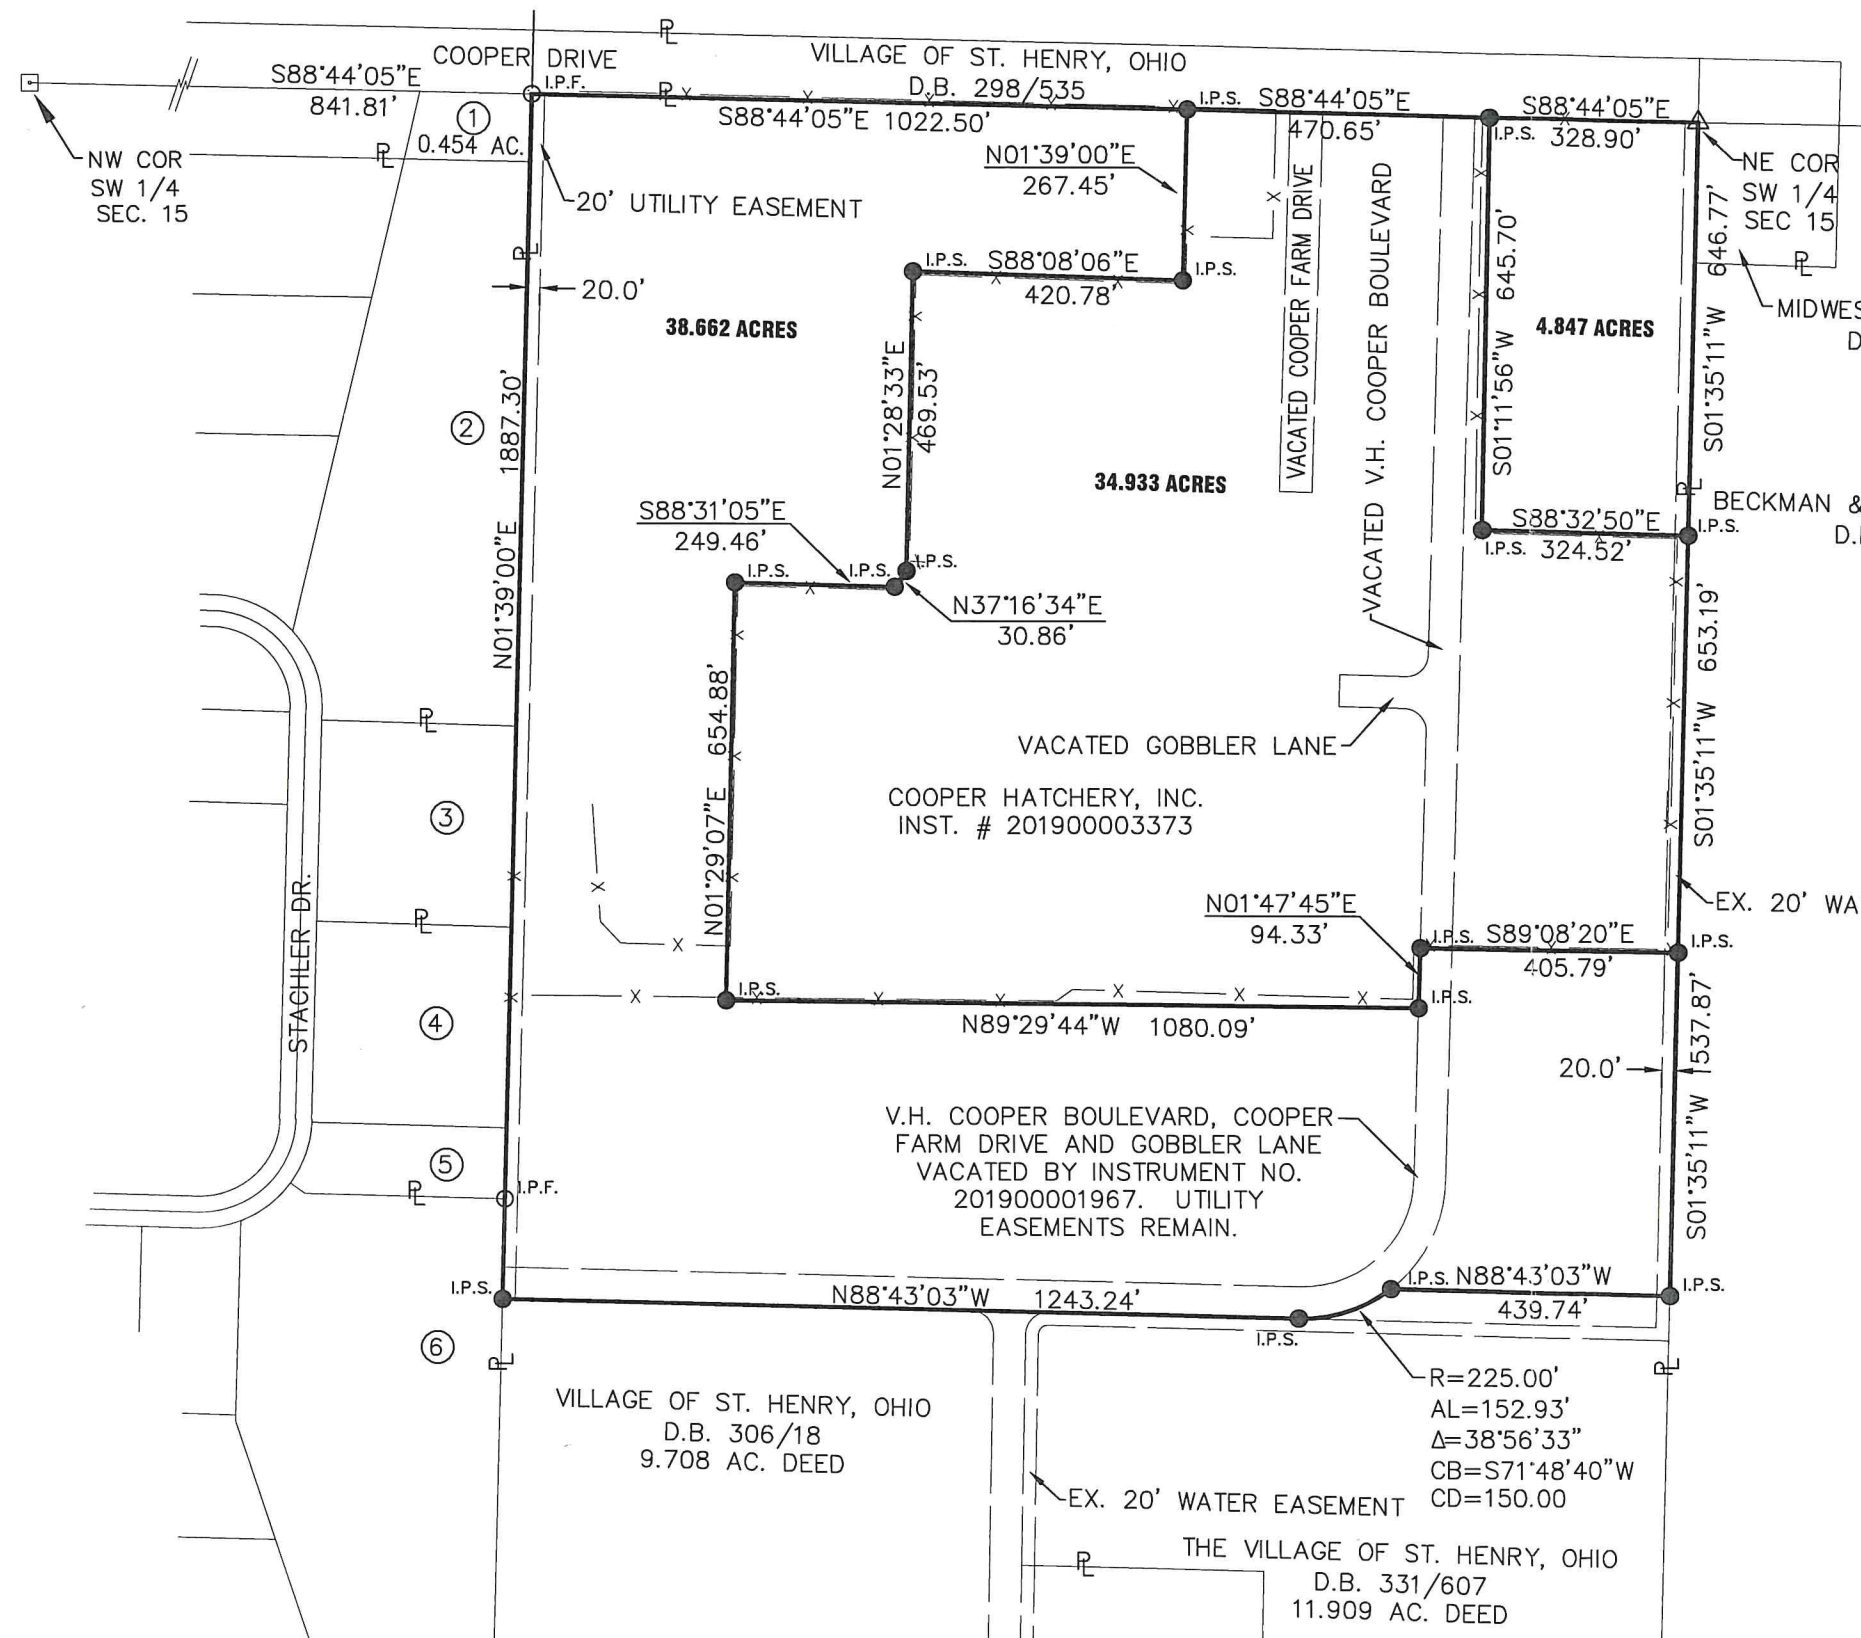 COOPER DRIVE
VILLAGE OF ST. HENRY, OHIO
D.B. 298/535
S88°44'05"E
841.81'
I.P.F.
S88°44'05"E 1022.50'
I.P.S.
S88°44'05"E
470.65'
I.P.S.
S88°44'05"E
328.90'
NW COR
SW 1/4
SEC. 15
1
0.454 AC.
20' UTILITY EASEMENT
N01°39'00"E
267.45'
NE COR
SW 1/4
SEC 15
20.0'
38.662 ACRES
I.P.S.
S88°08'06"E
420.78'
I.P.S.
VACATED COOPER FARM DRIVE
VACATED V.H. COOPER BOULEVARD
S01°11'56"W 645.70'
4.847 ACRES
S01°35'11"W 646.77'
MIDWES
D
2
N01°39'00"E 1887.30'
N01°28'33"E
469.53'
34.933 ACRES
S88°31'05"E
249.46'
I.P.S.
I.P.S.
I.P.S.
N37°16'34"E
30.86'
S88°32'50"E
324.52'
I.P.S.
I.P.S.
BECKMAN &
S01°35'11"W 653.19'
N01°29'07"E 654.88'
VACATED GOBBLER LANE
COOPER HATCHERY, INC.
INST. # 201900003373
3
STACHLER DR.
N01°47'45"E
94.33'
I.P.S.
S89°08'20"E
405.79'
I.P.S.
EX. 20' WA
4
I.P.S.
N89°29'44"W 1080.09'
I.P.S.
20.0'
S01°35'11"W 537.87'
V.H. COOPER BOULEVARD, COOPER
FARM DRIVE AND GOBBLER LANE
VACATED BY INSTRUMENT NO.
201900001967. UTILITY
EASEMENTS REMAIN.
5
I.P.F.
I.P.S.
N88°43'03"W 1243.24'
I.P.S.
I.P.S.
N88°43'03"W
439.74'
I.P.S.
6
R=225.00'
AL=152.93'
Δ=38°56'33"
CB=S71°48'40"W
CD=150.00
VILLAGE OF ST. HENRY, OHIO
D.B. 306/18
9.708 AC. DEED
EX. 20' WATER EASEMENT
THE VILLAGE OF ST. HENRY, OHIO
D.B. 331/607
11.909 AC. DEED